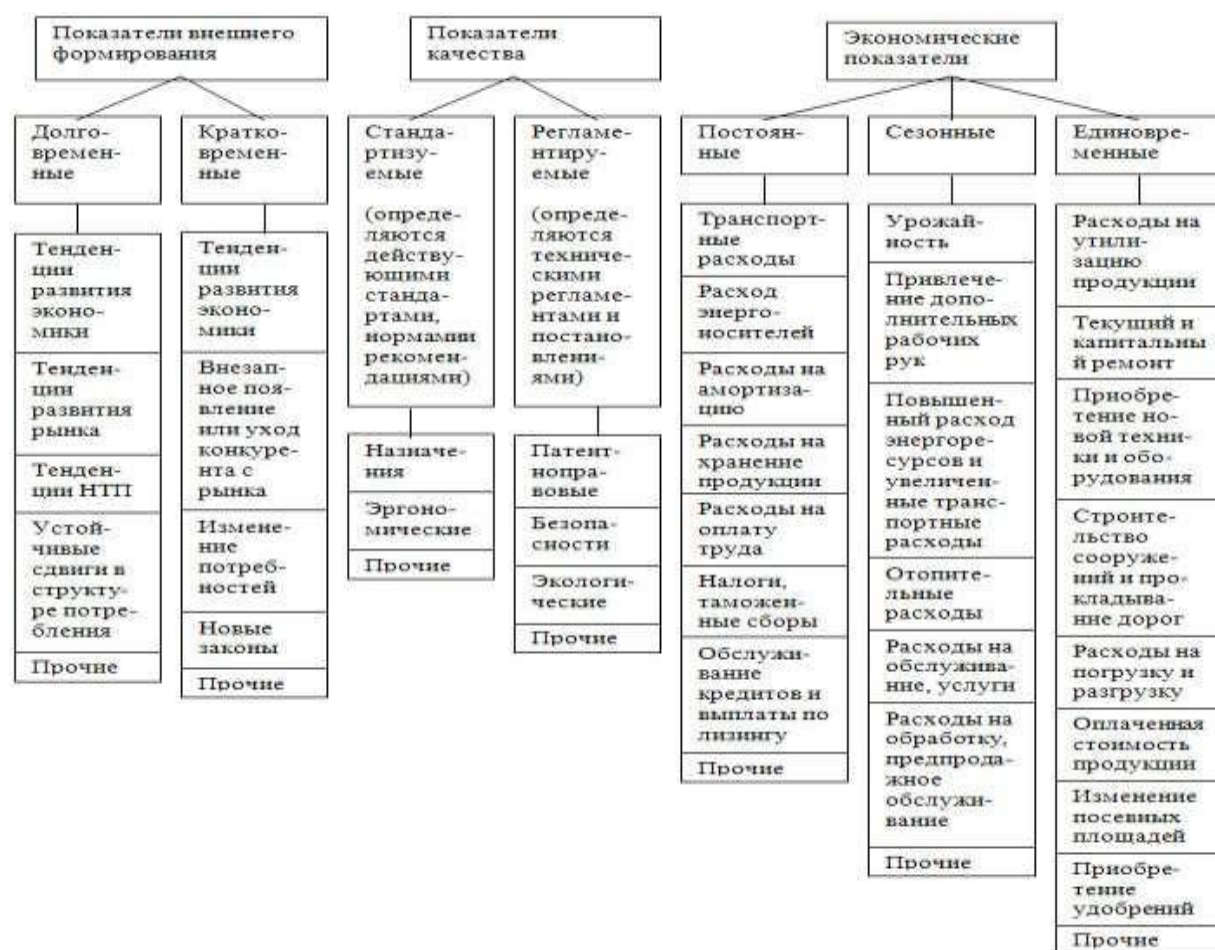 Показатели внешнего
формирования
Показатели
качества
Экономические
показатели
Долго-
времен-
ные
Кратко-
времен-
ные
Станда-
ртизу-
емые
(опреде-
ляются
действу-
ющими
станда-
ртами,
нормами
рекомен-
дациями)
Регламе-
нтиру-
емые
(опреде-
ляются
техниче-
скими
регламе-
нтами и
постано-
влени-
ями)
Постоян-
ные
Сезонные
Единовре-
менные
Тенден-
ции
развития
эконо-
мики
Тенден-
ции
развития
рынка
Тенден-
ции НТП
Устой-
чивые
сдвиги в
структу-
ре потре-
бления
Прочие
Тенден-
ции
развития
эконо-
мики
Внезап-
ное поя-
вление
или уход
конкуре-
нта с
рынка
Измене-
ние
потреб-
ностей
Новые
законы
Прочие
Назначе-
ния
Эргоно-
мические
Прочие
Патент-
нопра-
вовые
Безопа-
сности
Экологи-
ческие
Прочие
Транспорт-
ные
расходы
Расход
энерго-
носителей
Расходы на
амортиза-
цию
Расходы на
хранение
продукции
Расходы на
оплату
труда
Налоги,
таможен-
ные сборы
Обслужи-
вание
кредитов и
выплаты по
лизингу
Прочие
Урожай-
ность
Привлече-
ние допо-
лнительных
рабочих
рук
Повышен-
ный расход
энергоре-
сурсов и
увеличен-
ные транс-
портные
расходы
Отопите-
льные
расходы
Расходы на
обслужива-
ние, услуги
Расходы на
обработку,
предпрода-
жное
обслужи-
вание
Прочие
Расходы на
утили-
зацию
продукции
Текущий и
капитальны
й ремонт
Приобре-
тение но-
вой техни-
ки и обо-
рудования
Строите-
льство
сооруже-
ний и про-
кладыва-
ние дорог
Расходы на
погрузку и
разгрузку
Оплаченная
стоимость
продукции
Изменение
посевных
площадей
Приобре-
тение
удобрений
Прочие